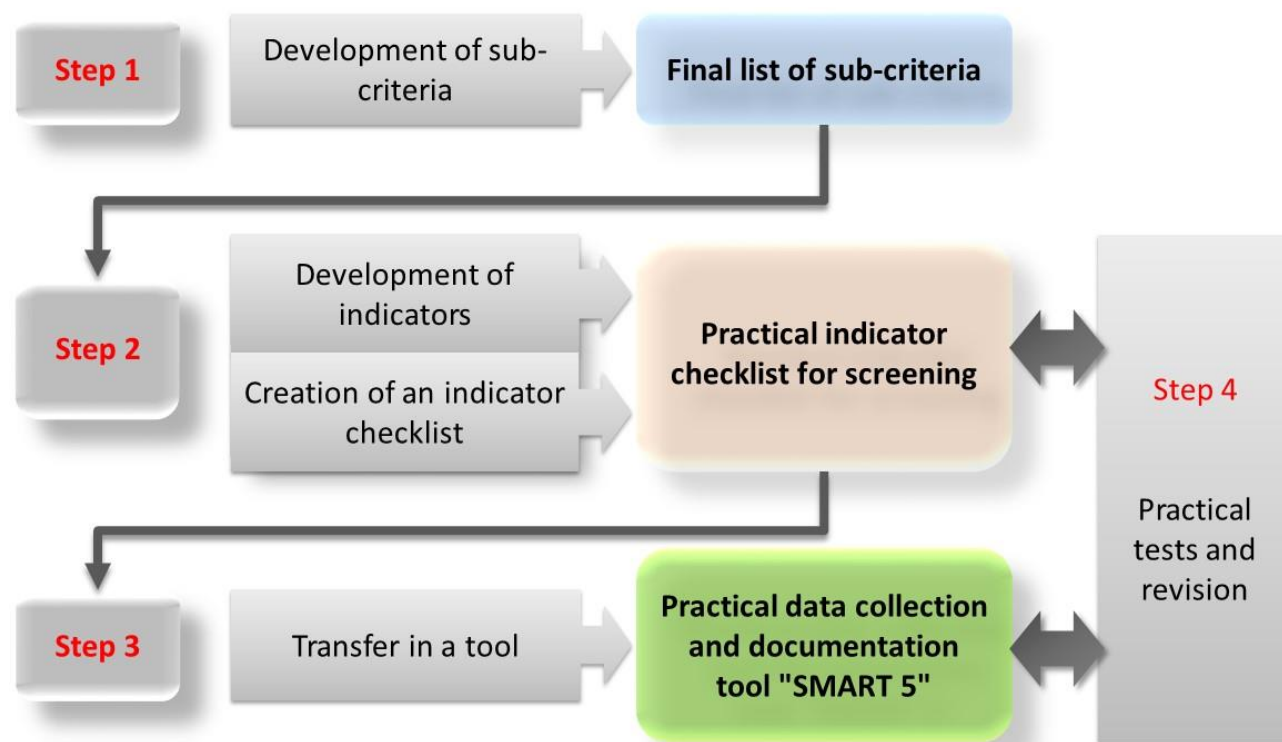 Step 1
Development of sub-
criteria
Final list of sub-criteria
Step 2
Development of
indicators
Creation of an indicator
checklist
Practical indicator
checklist for screening
Step 3
Transfer in a tool
Practical data collection
and documentation
tool "SMART 5"
Step 4
Practical
tests and
revision